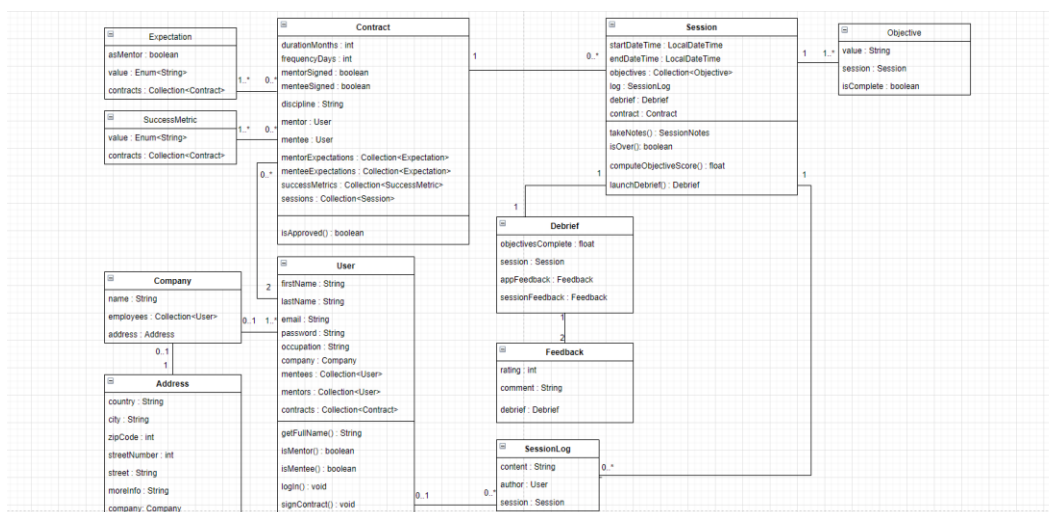 Expectation
asMentor : boolean
value : Enum<String>
contracts : Collection<Contract>
1..*
0..*
SuccessMetric
value : Enum<String>
contracts : Collection<Contract>
1..*
0..*
Contract
durationMonths : int
frequencyDays : int
mentorSigned : boolean
menteeSigned : boolean
discipline : String
mentor : User
mentee : User
mentorExpectations : Collection<Expectation>
menteeExpectations : Collection<Expectation>
successMetrics : Collection<SuccessMetric>
sessions : Collection<Session>
isApproved() : boolean
1
0..*
0..*
2
Session
startDateTime : LocalDateTime
endDateTime : LocalDateTime
objectives : Collection<Objective>
log : SessionLog
debrief : Debrief
contract : Contract
takeNotes() : SessionNotes
isOver(): boolean
computeObjectiveScore() : float
launchDebrief() : Debrief
1
1..*
1
1
1
Objective
value : String
session : Session
isComplete : boolean
Debrief
objectivesComplete : float
session : Session
appFeedback : Feedback
sessionFeedback : Feedback
1
2
Feedback
rating : int
comment : String
debrief : Debrief
Company
name : String
employees : Collection<User>
address : Address
0..1
1..*
0..1
1
Address
country : String
city : String
zipCode : int
streetNumber : int
street : String
moreInfo : String
company: Company
User
firstName : String
lastName : String
email : String
password : String
occupation : String
company : Company
mentees : Collection<User>
mentors : Collection<User>
contracts : Collection<Contract>
getFullName() : String
isMentor() : boolean
isMentee() : boolean
logIn() : void
signContract() : void
0..1
0..*
SessionLog
content : String
author : User
session : Session
0..*